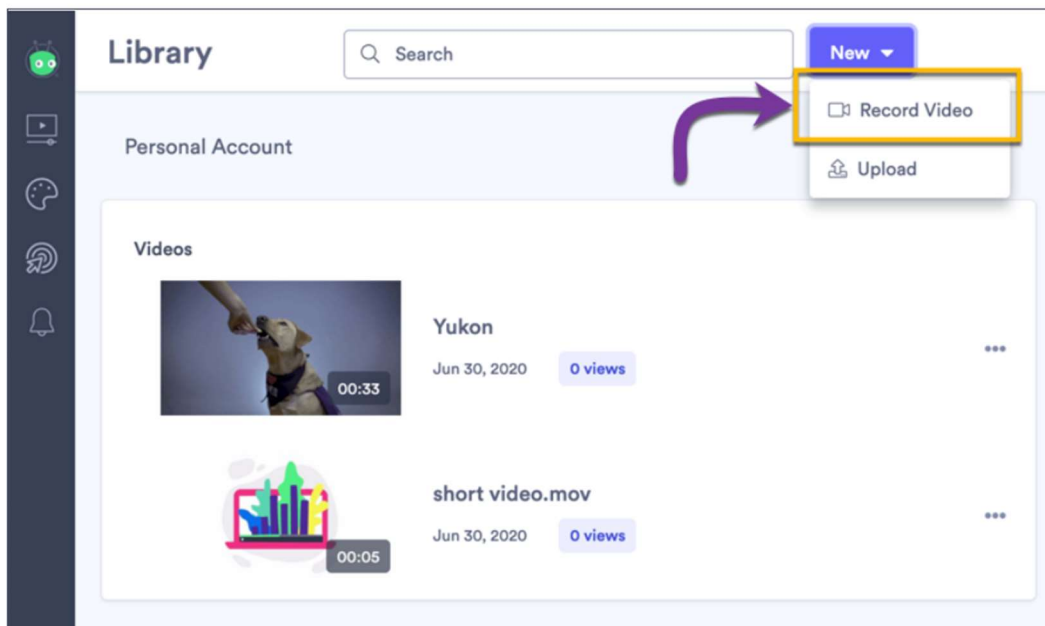 Library
Search
New
Record Video
Upload
Personal Account
Videos
Yukon
Jun 30, 2020
0 views
00:33
short video.mov
Jun 30, 2020
0 views
00:05